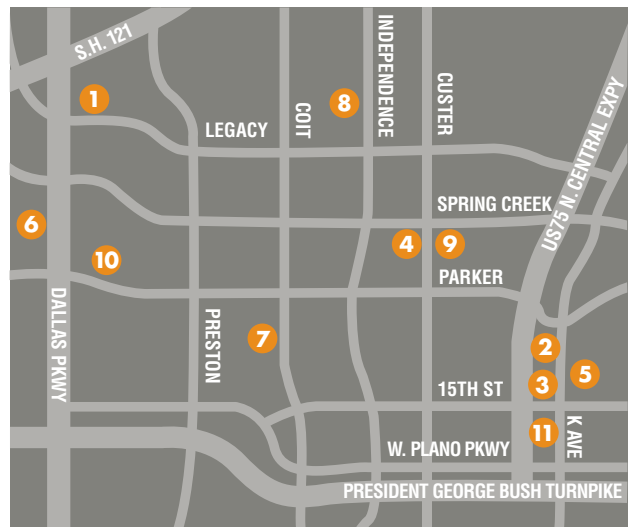 S.H. 121
INDEPENDENCE
1
8
COIT
CUSTER
LEGACY
US75 N. CENTRAL EXPY
SPRING CREEK
6
4
9
10
PARKER
DALLAS PKWY
PRESTON
7
2
3
5
15TH ST
11
K AVE
W. PLANO PKWY
PRESIDENT GEORGE BUSH TURNPIKE